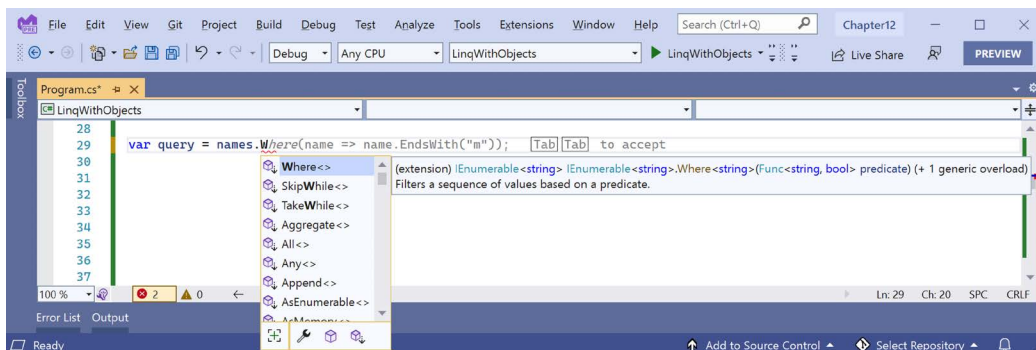 File Edit View Git Project Build Debug Test Analyze Tools Extensions Window Help Search (Ctrl+Q) Chapter12
Debug Any CPU LinqWithObjects LinqWithObjects Live Share PREVIEW
Toolbox
Program.cs*
LinqWithObjects
28
29 var query = names.Where(name => name.EndsWith("m")); Tab Tab to accept
30 Where<> (extension) IEnumerable<string> IEnumerable<string>.Where<string>(Func<string, bool> predicate) (+ 1 generic overload)
31 SkipWhile<> Filters a sequence of values based on a predicate.
32 TakeWhile<>
33 Aggregate<>
34 All<>
35 Any<>
36 Append<>
37 AsEnumerable<>
AsMemory<>
100 % 2 0 Ln: 29 Ch: 20 SPC CRLF
Error List Output
Ready Add to Source Control Select Repository